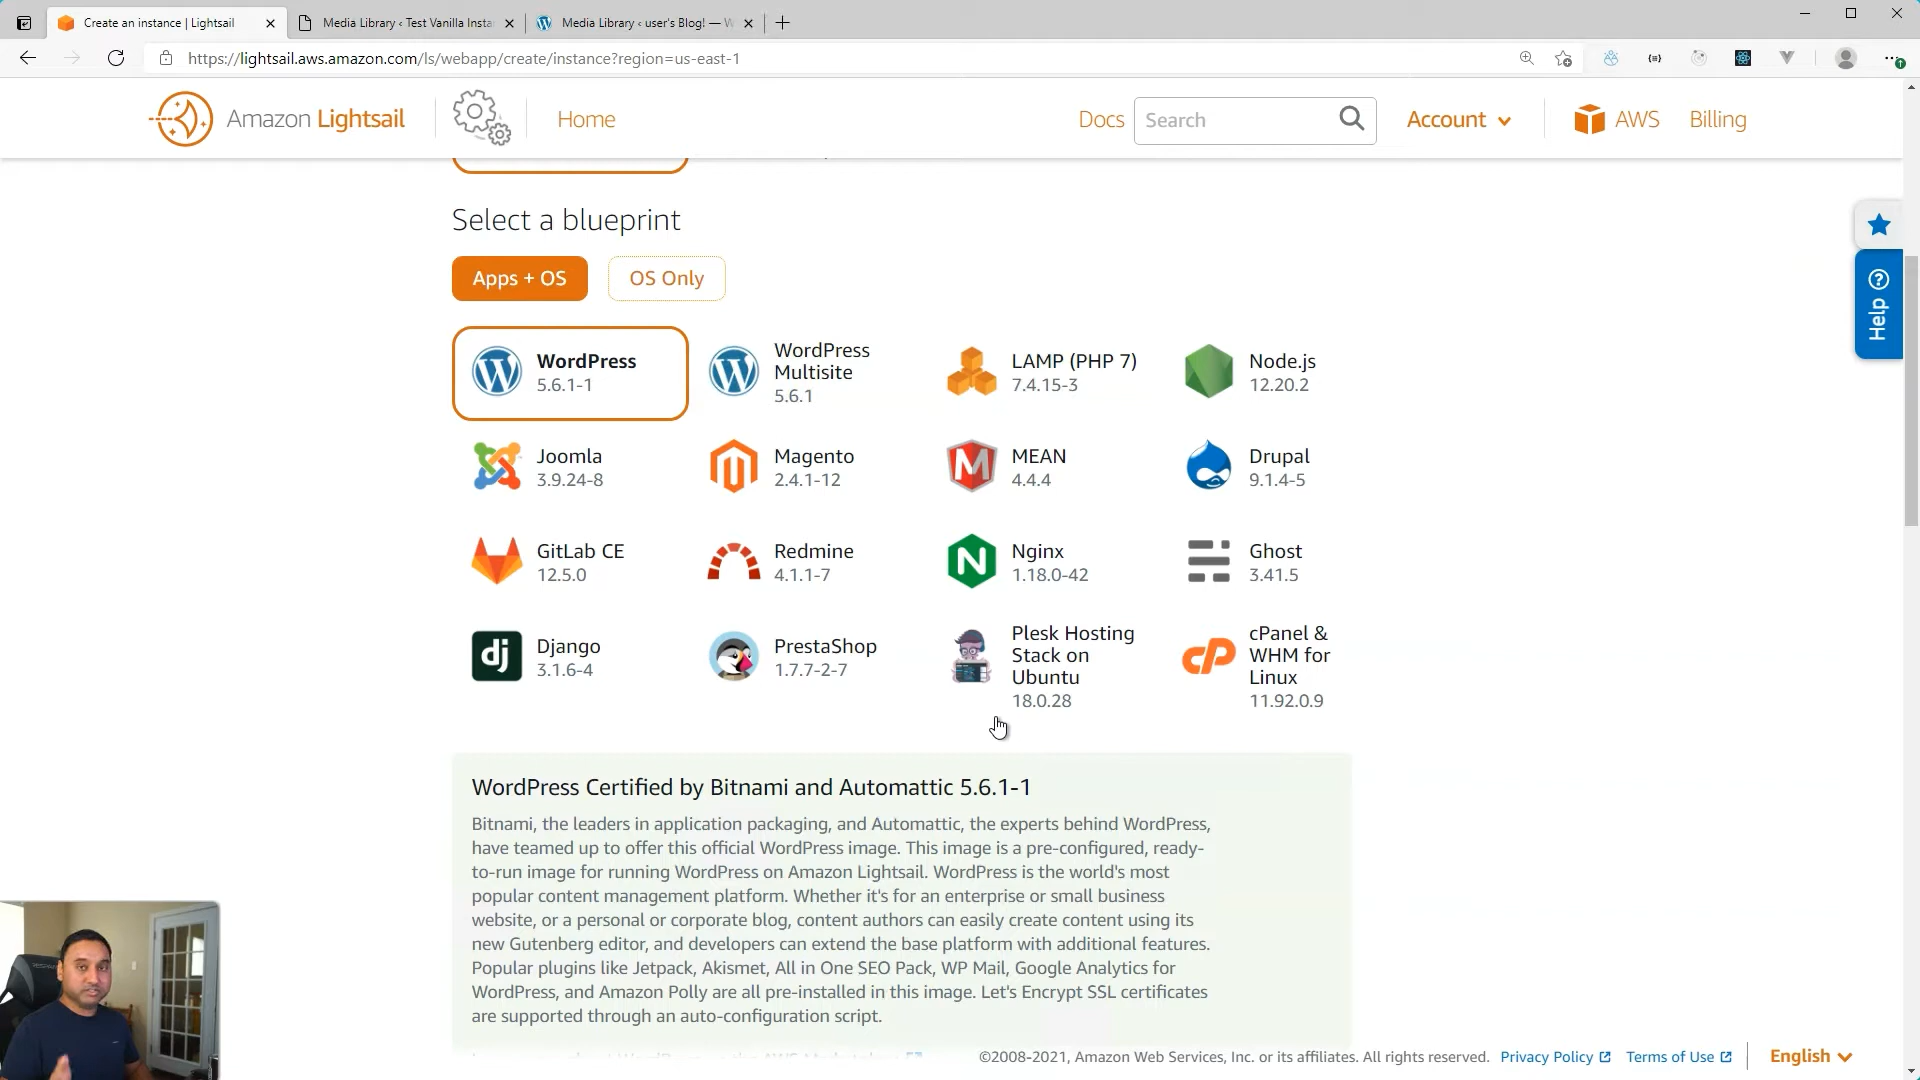 Create an instance | Lightsail
Media Library ‹ Test Vanilla Insta
Media Library ‹ user's Blog! — W
https://lightsail.aws.amazon.com/ls/webapp/create/instance?region=us-east-1
Amazon Lightsail
Home
Docs
Search
Account
AWS
Billing
Select a blueprint
Apps + OS
OS Only
WordPress
5.6.1-1
WordPress
Multisite
5.6.1
LAMP (PHP 7)
7.4.15-3
Node.js
12.20.2
Joomla
3.9.24-8
Magento
2.4.1-12
MEAN
4.4.4
Drupal
9.1.4-5
GitLab CE
12.5.0
Redmine
4.1.1-7
Nginx
1.18.0-42
Ghost
3.41.5
dj
Django
3.1.6-4
PrestaShop
1.7.7-2-7
Plesk Hosting
Stack on
Ubuntu
18.0.28
cP
cPanel &
WHM for
Linux
11.92.0.9
Help
WordPress Certified by Bitnami and Automattic 5.6.1-1
Bitnami, the leaders in application packaging, and Automattic, the experts behind WordPress,
have teamed up to offer this official WordPress image. This image is a pre-configured, ready-
to-run image for running WordPress on Amazon Lightsail. WordPress is the world's most
popular content management platform. Whether it's for an enterprise or small business
website, or a personal or corporate blog, content authors can easily create content using its
new Gutenberg editor, and developers can extend the base platform with additional features.
Popular plugins like Jetpack, Akismet, All in One SEO Pack, WP Mail, Google Analytics for
WordPress, and Amazon Polly are all pre-installed in this image. Let's Encrypt SSL certificates
are supported through an auto-configuration script.
©2008-2021, Amazon Web Services, Inc. or its affiliates. All rights reserved.
Privacy Policy
Terms of Use
English